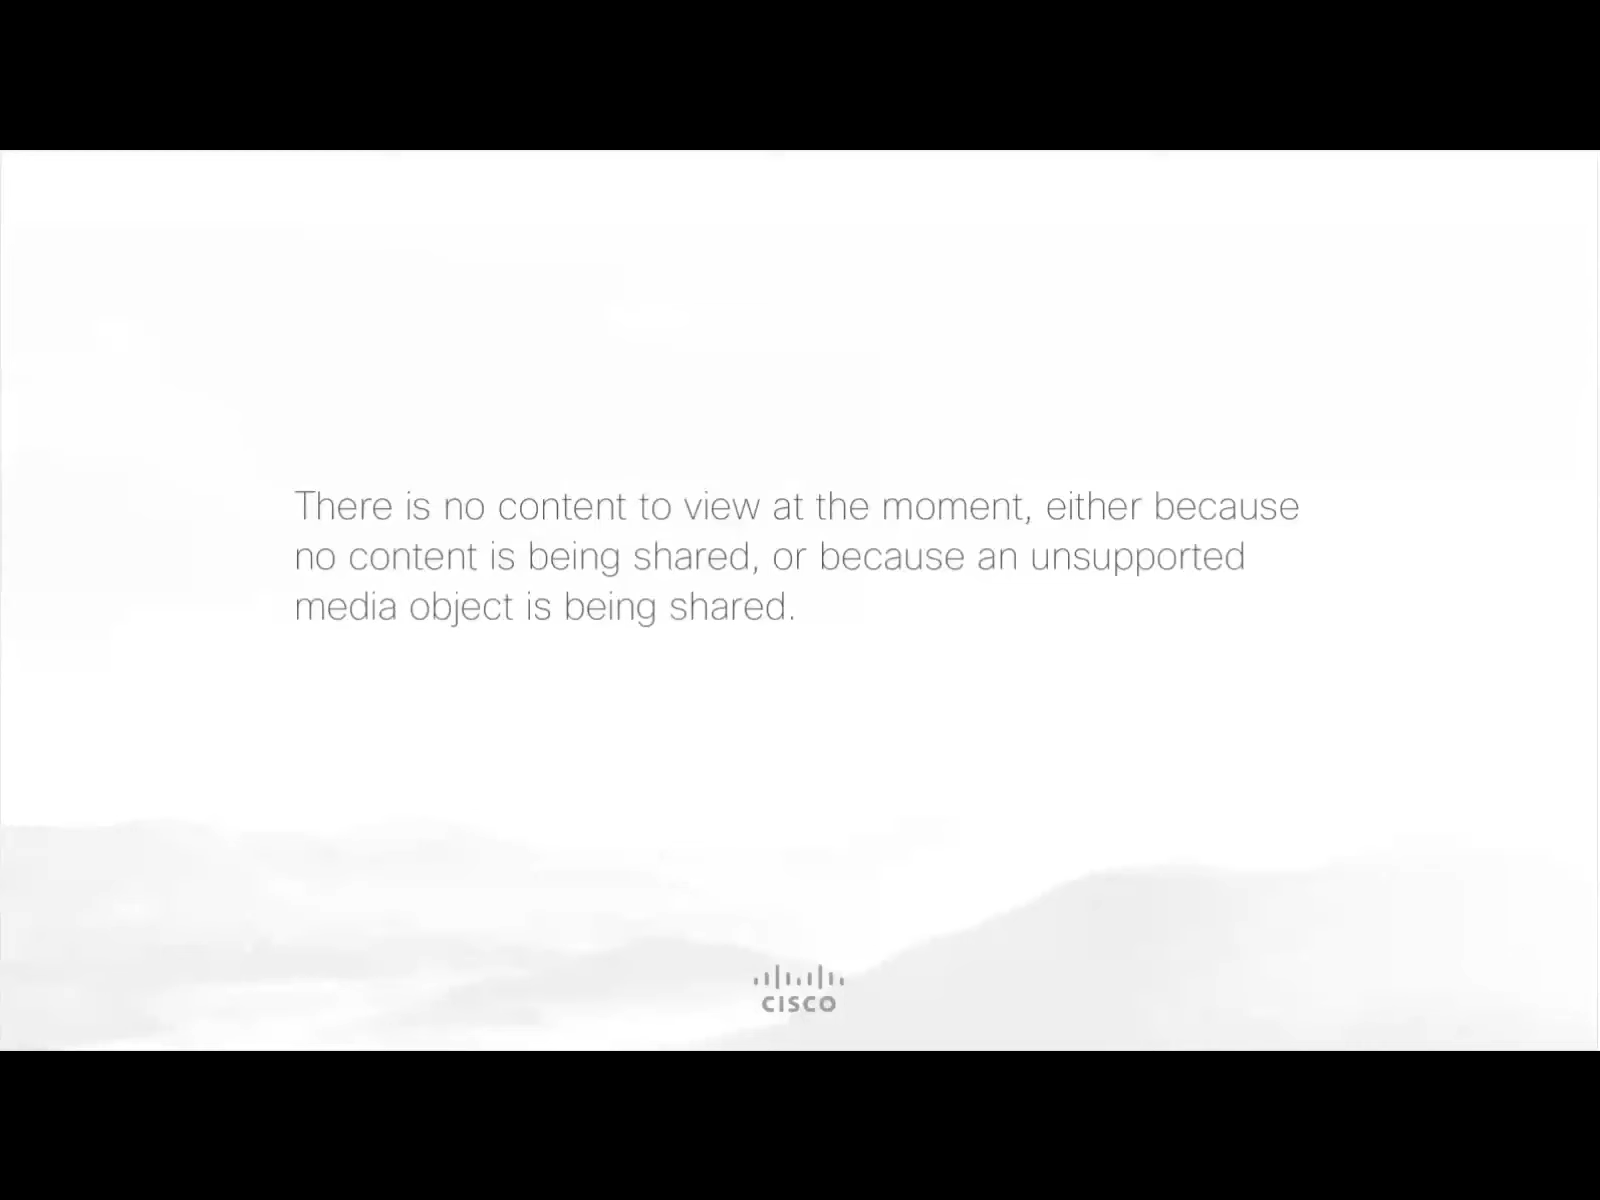 There is no content to view at the moment, either because
no content is being shared, or because an unsupported
media object is being shared.
CISCO